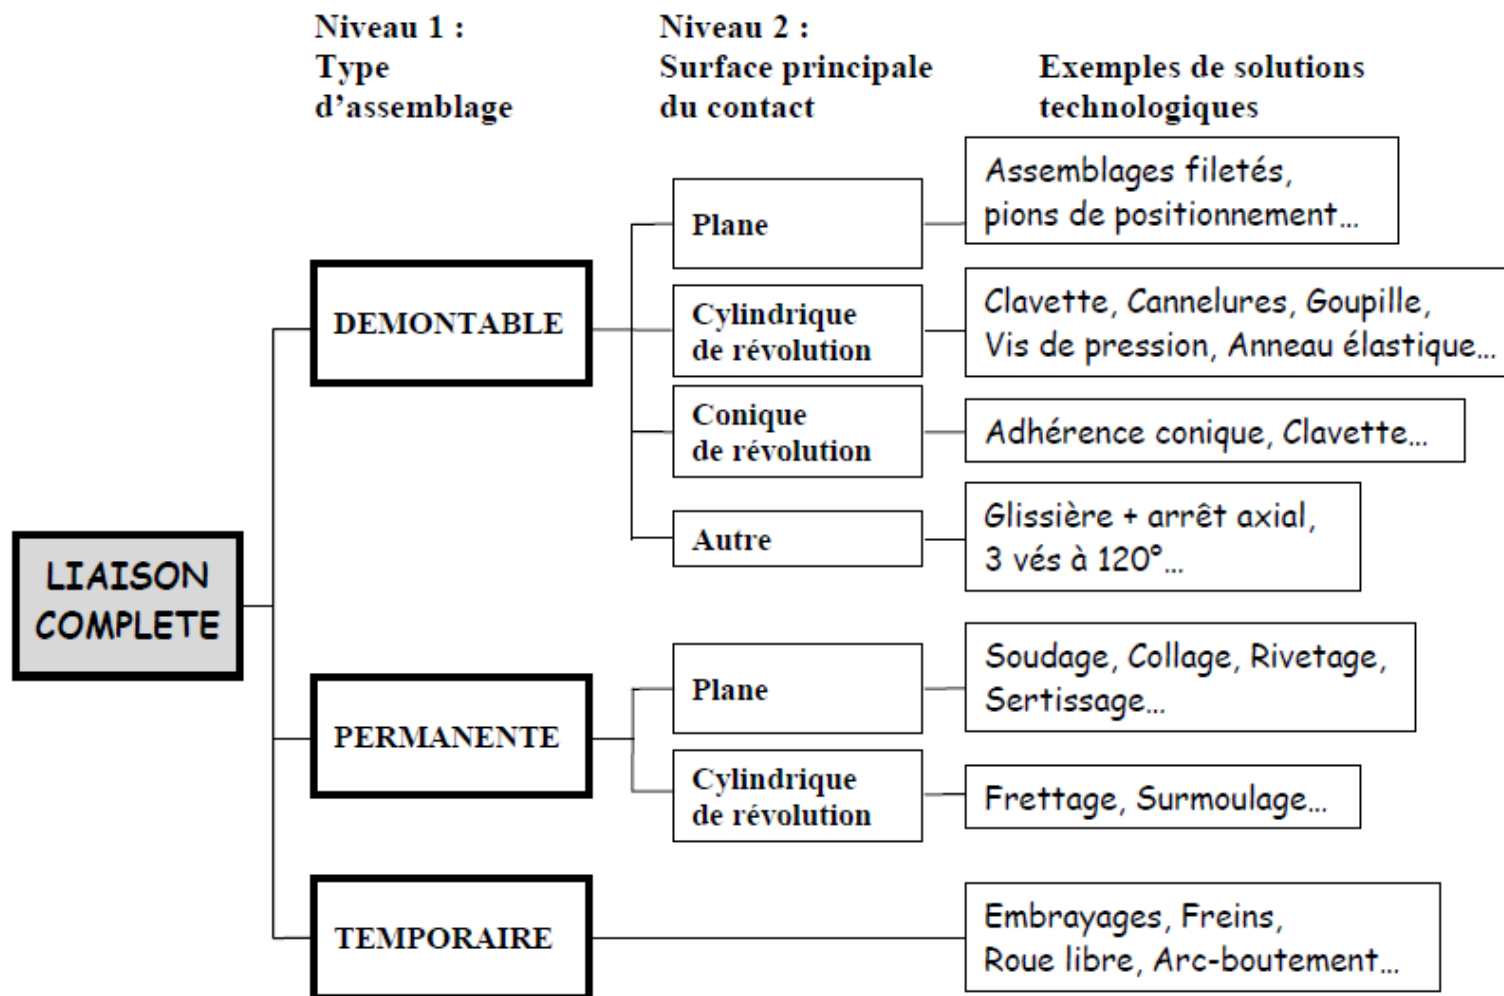 Niveau 1 :
Type
d’assemblage
Niveau 2 :
Surface principale
du contact
Exemples de solutions
technologiques
LIAISON
COMPLETE
DEMONTABLE
Plane
Assemblages filetés,
pions de positionnement...
Cylindrique
de révolution
Clavette, Cannelures, Goupille,
Vis de pression, Anneau élastique...
Conique
de révolution
Adhérence conique, Clavette...
Autre
Glissière + arrêt axial,
3 vés à 120°...
PERMANENTE
Plane
Soudage, Collage, Rivetage,
Sertissage...
Cylindrique
de révolution
Frettage, Surmoulage...
TEMPORAIRE
Embrayages, Freins,
Roue libre, Arc-boutement...